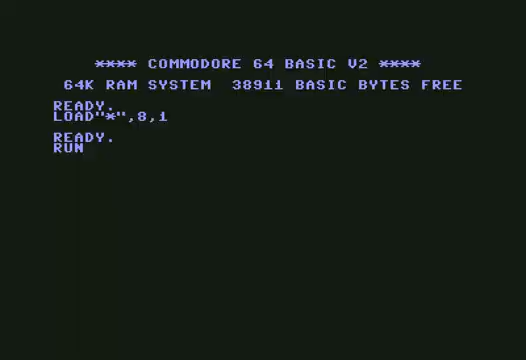 **** COMMODORE 64 BASIC V2 ****
64K RAM SYSTEM  38911 BASIC BYTES FREE
READY.
LOAD"*",8,1
READY.
RUN